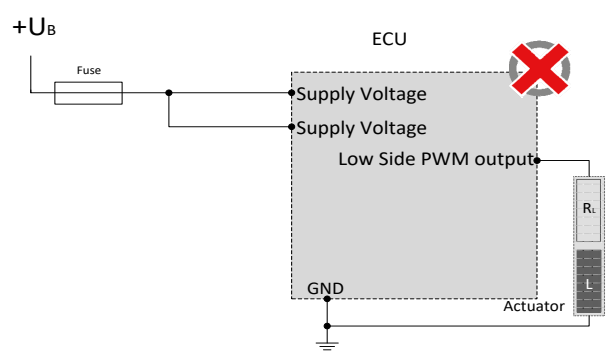 +UB
ECU
Fuse
Supply Voltage
Supply Voltage
Low Side PWM output
RL
L
GND
Actuator